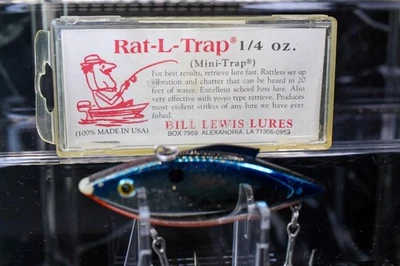 Rat-L-Trap® 1/4 oz.
(Mini-Trap®)
For best results, retrieve lure fast. Rattlers set up
vibration and chatter that can be heard in 20
feet of water. Excellent school bass lure. Also
very effective with yo-yo type retrieve. Produces
most violent strikes of any lure we have ever
fished.
(100% MADE IN USA)
BILL LEWIS LURES
BOX 7959, ALEXANDRIA, LA 71306-0959